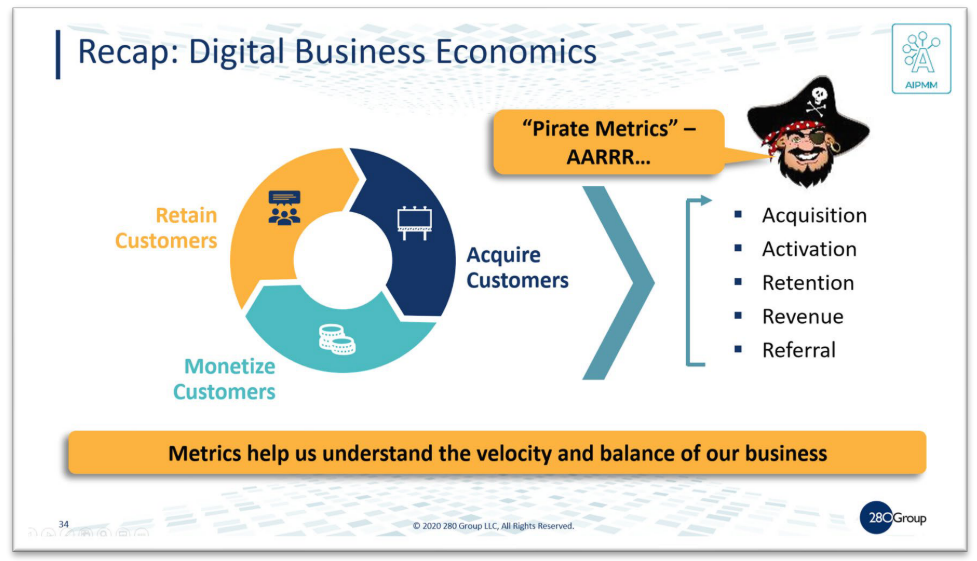 Recap: Digital Business Economics
AIPMM
“Pirate Metrics” –
AARRR...
Retain
Customers
Acquire
Customers
Monetize
Customers
▪ Acquisition
▪ Activation
▪ Retention
▪ Revenue
▪ Referral
Metrics help us understand the velocity and balance of our business
34
© 2020 280 Group LLC, All Rights Reserved.
280Group